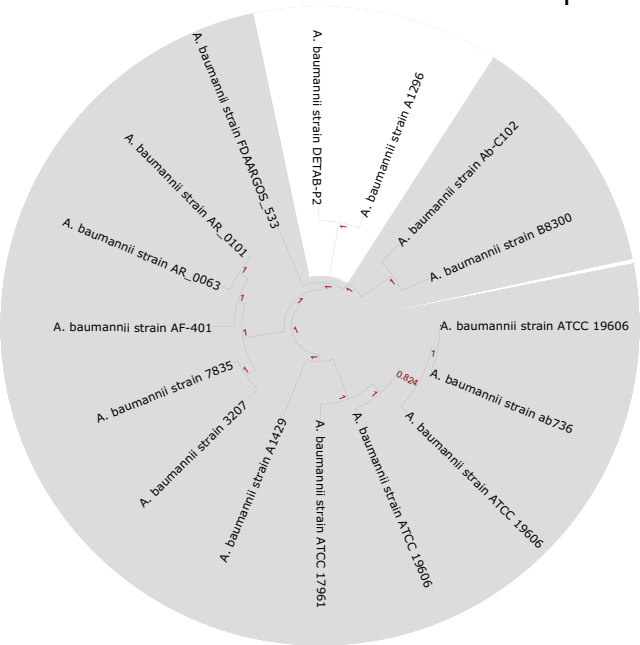 A. baumannii strain DETAB-P2
A. baumannii strain A1296
A. baumannii strain Ab-C102
A. baumannii strain B8300
A. baumannii strain ATCC 19606
A. baumannii strain ab736
A. baumannii strain ATCC 19606
A. baumannii strain ATCC 19606
A. baumannii strain ATCC 17961
A. baumannii strain A1429
A. baumannii strain 3207
A. baumannii strain 7835
A. baumannii strain AF-401
A. baumannii strain AR_0063
A. baumannii strain AR_0101
A. baumannii strain FDAARGOS_533
1
1
1
1
1
1
1
1
1
1
1
0.824
1
1
1